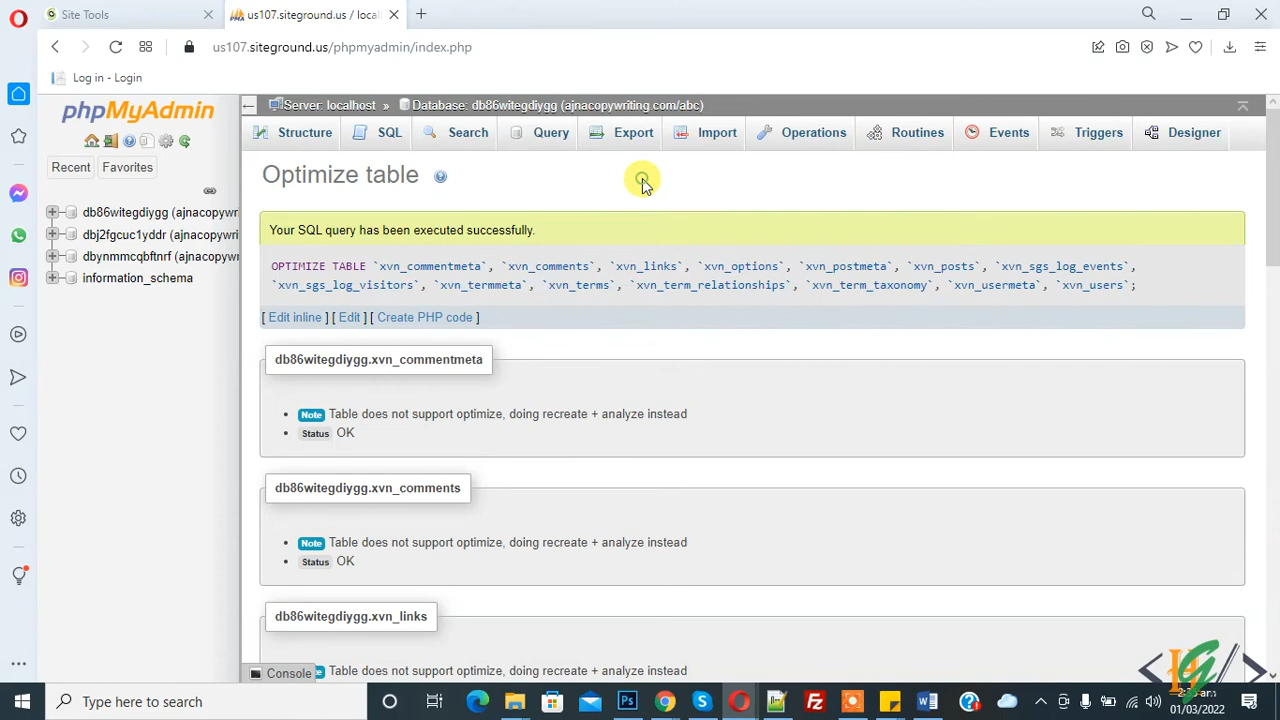 Site Tools
us107.siteground.us / locall
us107.siteground.us/phpmyadmin/index.php
Log in - Login
phpMyAdmin
Recent
Favorites
db86witegdiygg (ajnacopywri
dbj2fgcuc1yddr (ajnacopywri
dbynmmcqbftnrf (ajnacopywri
information_schema
Server: localhost » Database: db86witegdiygg (ajnacopywriting.com/abc)
Structure
SQL
Search
Query
Export
Import
Operations
Routines
Events
Triggers
Designer
Optimize table
Your SQL query has been executed successfully.
OPTIMIZE TABLE `xvn_commentmeta`, `xvn_comments`, `xvn_links`, `xvn_options`, `xvn_postmeta`, `xvn_posts`, `xvn_sgs_log_events`,
`xvn_sgs_log_visitors`, `xvn_termmeta`, `xvn_terms`, `xvn_term_relationships`, `xvn_term_taxonomy`, `xvn_usermeta`, `xvn_users`;
[ Edit inline ] [ Edit ] [ Create PHP code ]
db86witegdiygg.xvn_commentmeta
Note Table does not support optimize, doing recreate + analyze instead
Status OK
db86witegdiygg.xvn_comments
Note Table does not support optimize, doing recreate + analyze instead
Status OK
db86witegdiygg.xvn_links
Table does not support optimize, doing recreate + analyze instead
Console
Type here to search
01/03/2022